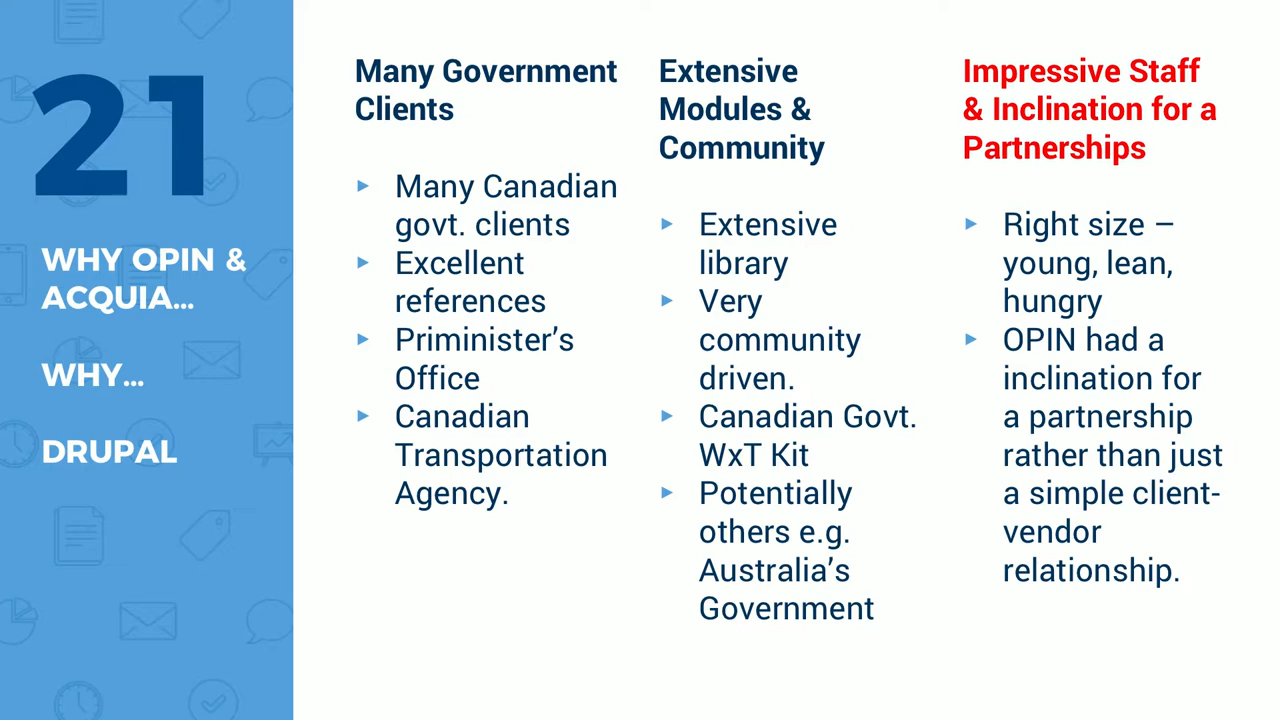 21
WHY OPIN &
ACQUIA...
WHY...
DRUPAL
Many Government
Clients
▸ Many Canadian
govt. clients
▸ Excellent
references
▸ Priminister’s
Office
▸ Canadian
Transportation
Agency.
Extensive
Modules &
Community
▸ Extensive
library
▸ Very
community
driven.
▸ Canadian Govt.
WxT Kit
▸ Potentially
others e.g.
Australia’s
Government
Impressive Staff
& Inclination for a
Partnerships
▸ Right size –
young, lean,
hungry
▸ OPIN had a
inclination for
a partnership
rather than just
a simple client-
vendor
relationship.